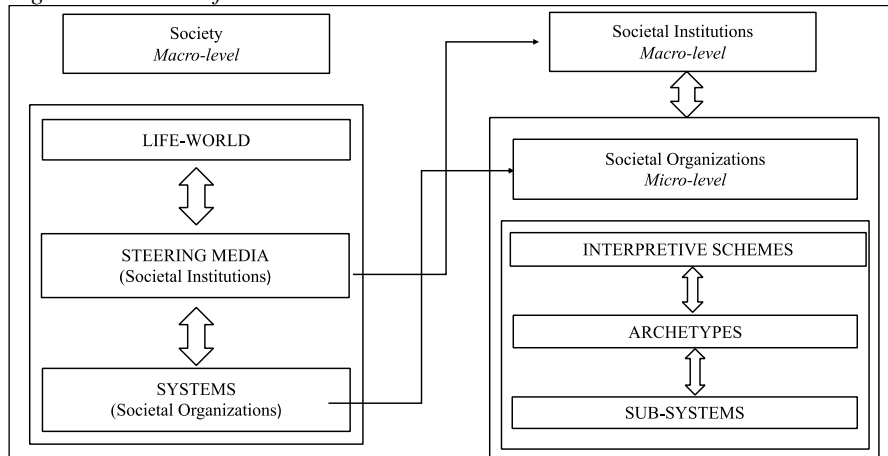 Society
Macro-level
LIFE-WORLD
STEERING MEDIA
(Societal Institutions)
SYSTEMS
(Societal Organizations)
Societal Institutions
Macro-level
Societal Organizations
Micro-level
INTERPRETIVE SCHEMES
ARCHETYPES
SUB-SYSTEMS